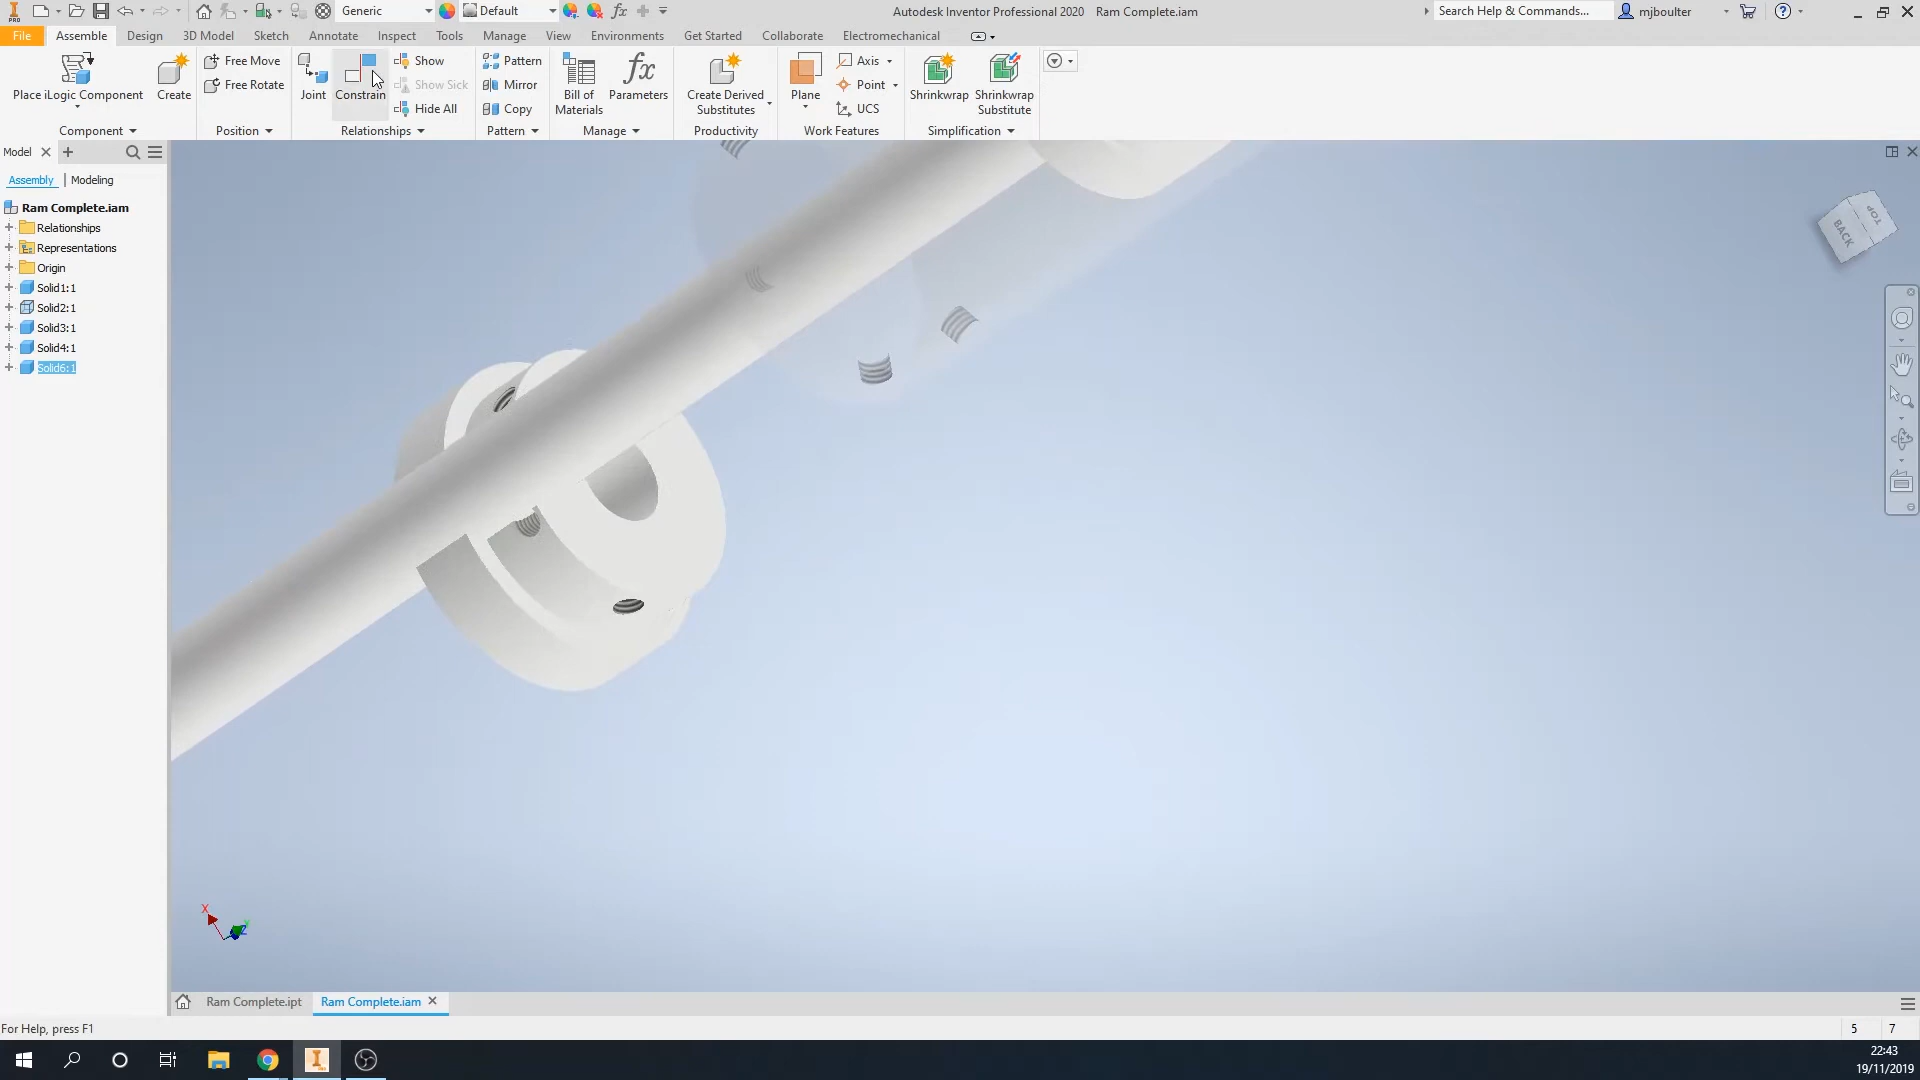 Generic
Default
Autodesk Inventor Professional 2020 Ram Complete.iam
Search Help & Commands...
mjboulter
File Assemble Design 3D Model Sketch Annotate Inspect Tools Manage View Environments Get Started Collaborate Electromechanical
Place iLogic Component
Create
Component
Free Move
Free Rotate
Position
Joint
Constrain
Show
Show Sick
Hide All
Relationships
Pattern
Mirror
Copy
Pattern
Bill of
Materials
Parameters
Manage
Create Derived
Substitutes
Productivity
Plane
Axis
Point
UCS
Work Features
Shrinkwrap
Shrinkwrap
Substitute
Simplification
Model
Assembly Modeling
Ram Complete.iam
Relationships
Representations
Origin
Solid1:1
Solid2:1
Solid3:1
Solid4:1
Solid6:1
TOP
BACK
X
Ram Complete.ipt Ram Complete.iam
For Help, press F1
5 7
22:43
19/11/2019